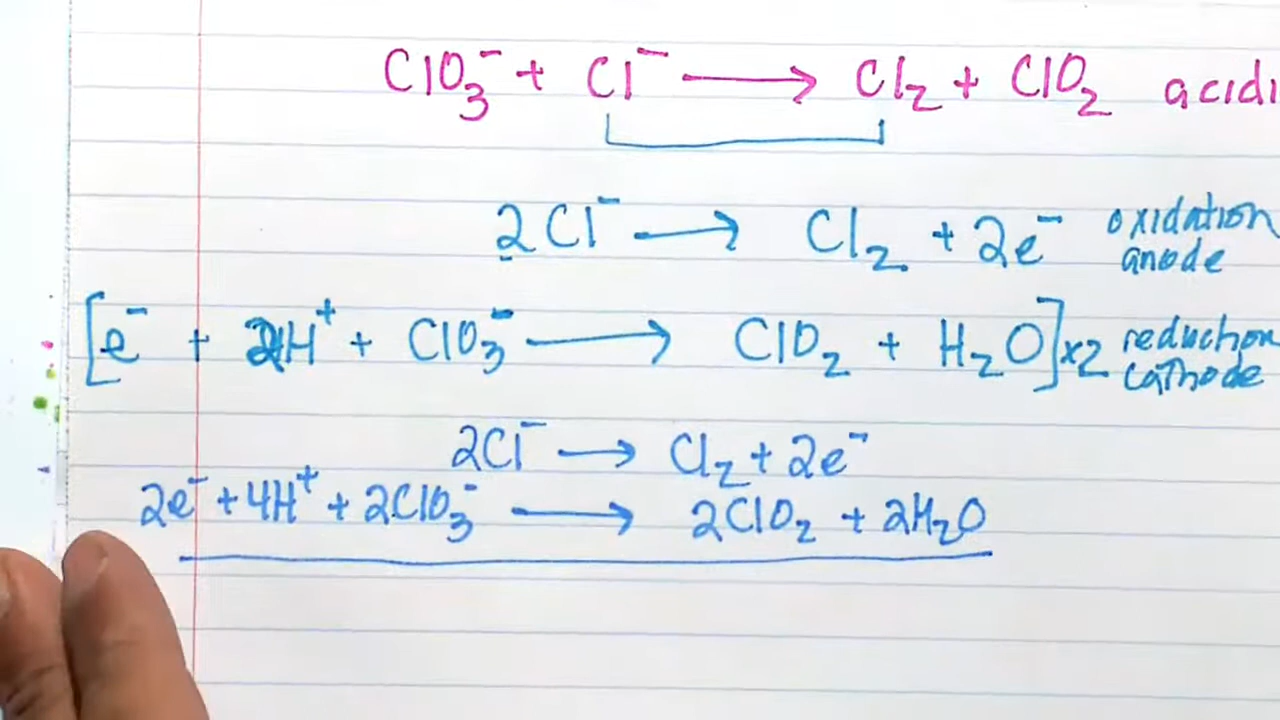 ClO₃⁻ + Cl⁻ ⟶ Cl₂ + ClO₂ acidi
2Cl⁻ ⟶ Cl₂ + 2e⁻ oxidation anode
[e⁻ + 2H⁺ + ClO₃⁻ ⟶ ClO₂ + H₂O]x2 reduction cathode
2Cl⁻ ⟶ Cl₂ + 2e⁻
2e⁻ + 4H⁺ + 2ClO₃⁻ ⟶ 2ClO₂ + 2H₂O